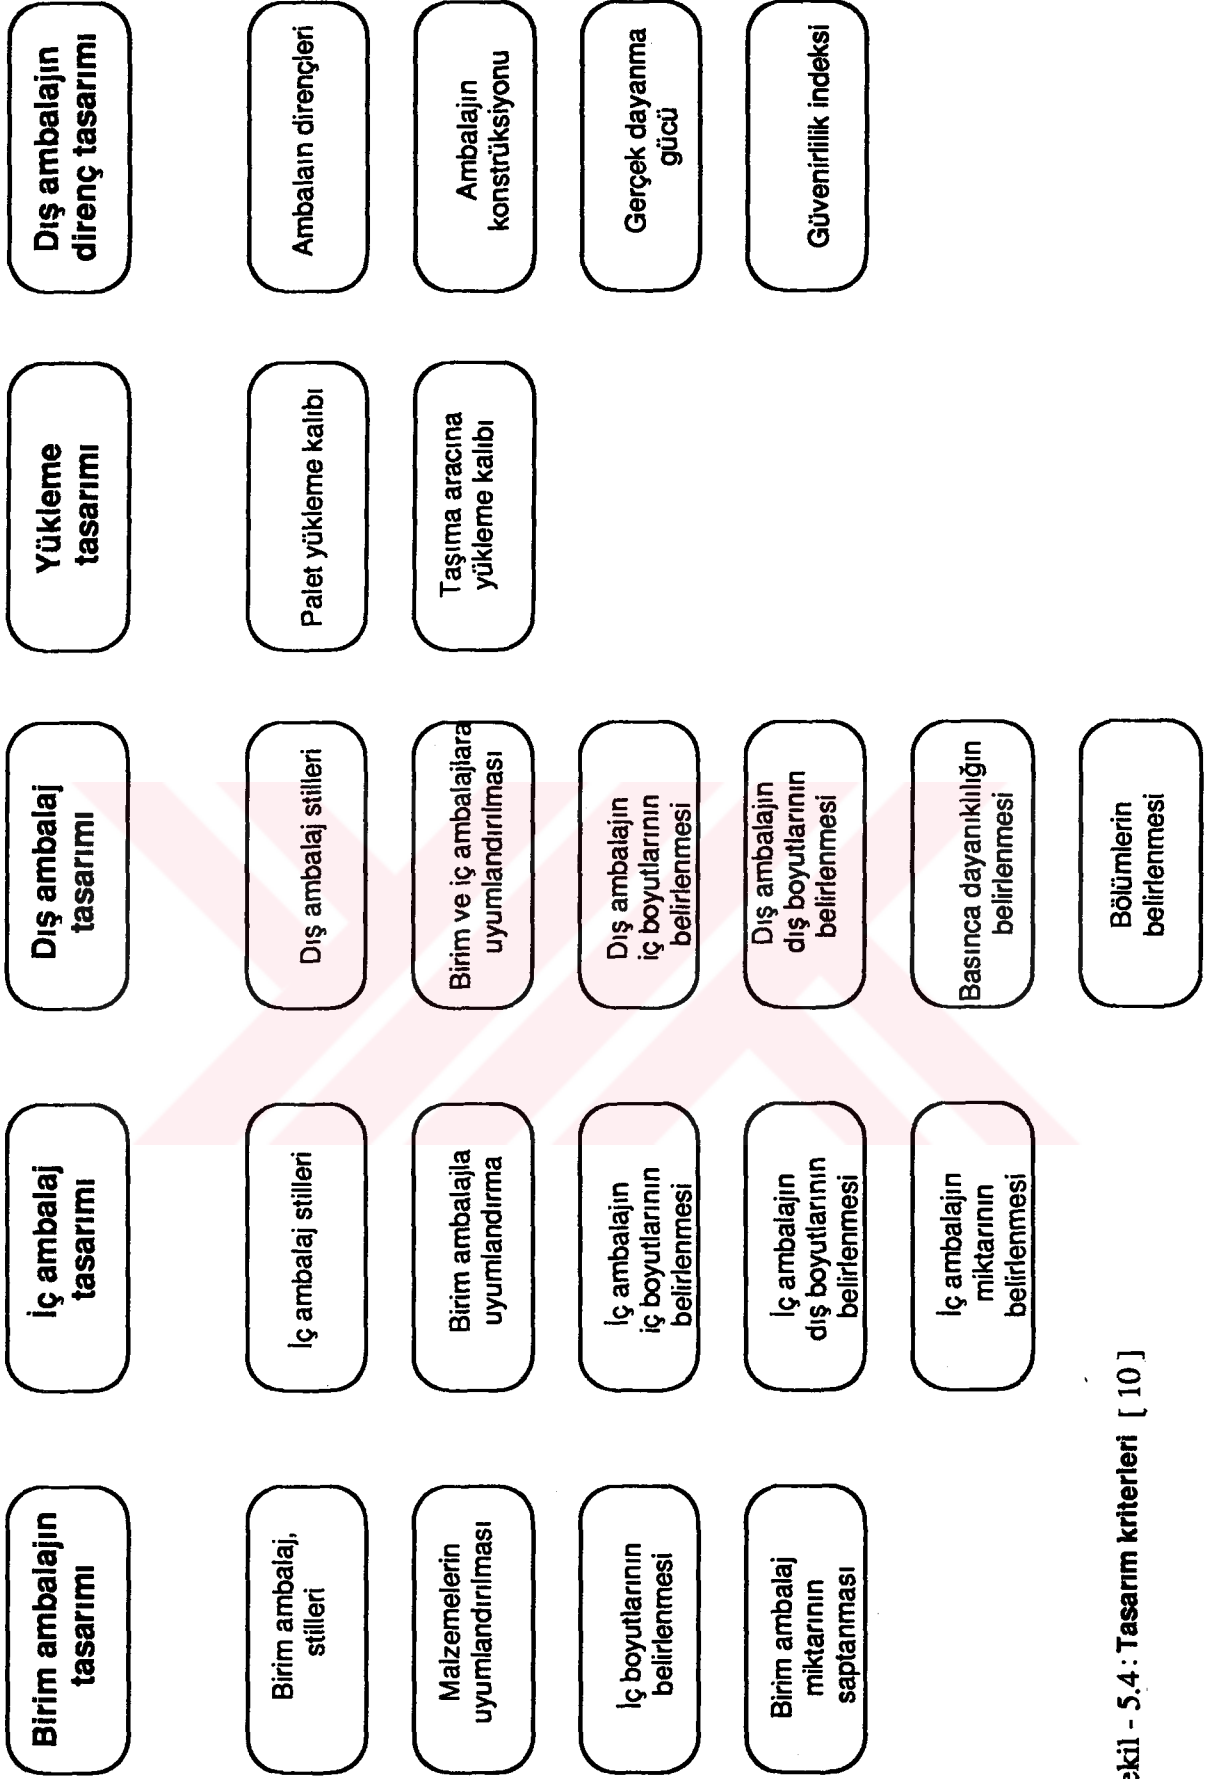 Birim ambalajın
tasarımı
Birim ambalaj,
stilleri
Malzemelerin
uyumlandırılması
İç boyutlarının
belirlenmesi
Birim ambalaj
miktarının
saptanması
İç ambalaj
tasarımı
İç ambalaj stilleri
Birim ambalajla
uyumlandırma
İç ambalajın
iç boyutlarının
belirlenmesi
İç ambalajın
dış boyutlarının
belirlenmesi
İç ambalajın
miktarının
belirlenmesi
Dış ambalaj
tasarımı
Dış ambalaj stilleri
Birim ve iç ambalajlara
uyumlandırılması
Dış ambalajın
iç boyutlarının
belirlenmesi
Dış ambalajın
dış boyutlarının
belirlenmesi
Basınca dayanıklılığın
belirlenmesi
Bölümlerin
belirlenmesi
Yükleme
tasarımı
Palet yükleme kalıbı
Taşıma aracına
yükleme kalıbı
Dış ambalajın
direnç tasarımı
Ambalaın dirençleri
Ambalajın
konstrüksiyonu
Gerçek dayanma
gücü
Güvenirlilik indeksi
ekil - 5.4 : Tasarım kriterleri [ 10 ]